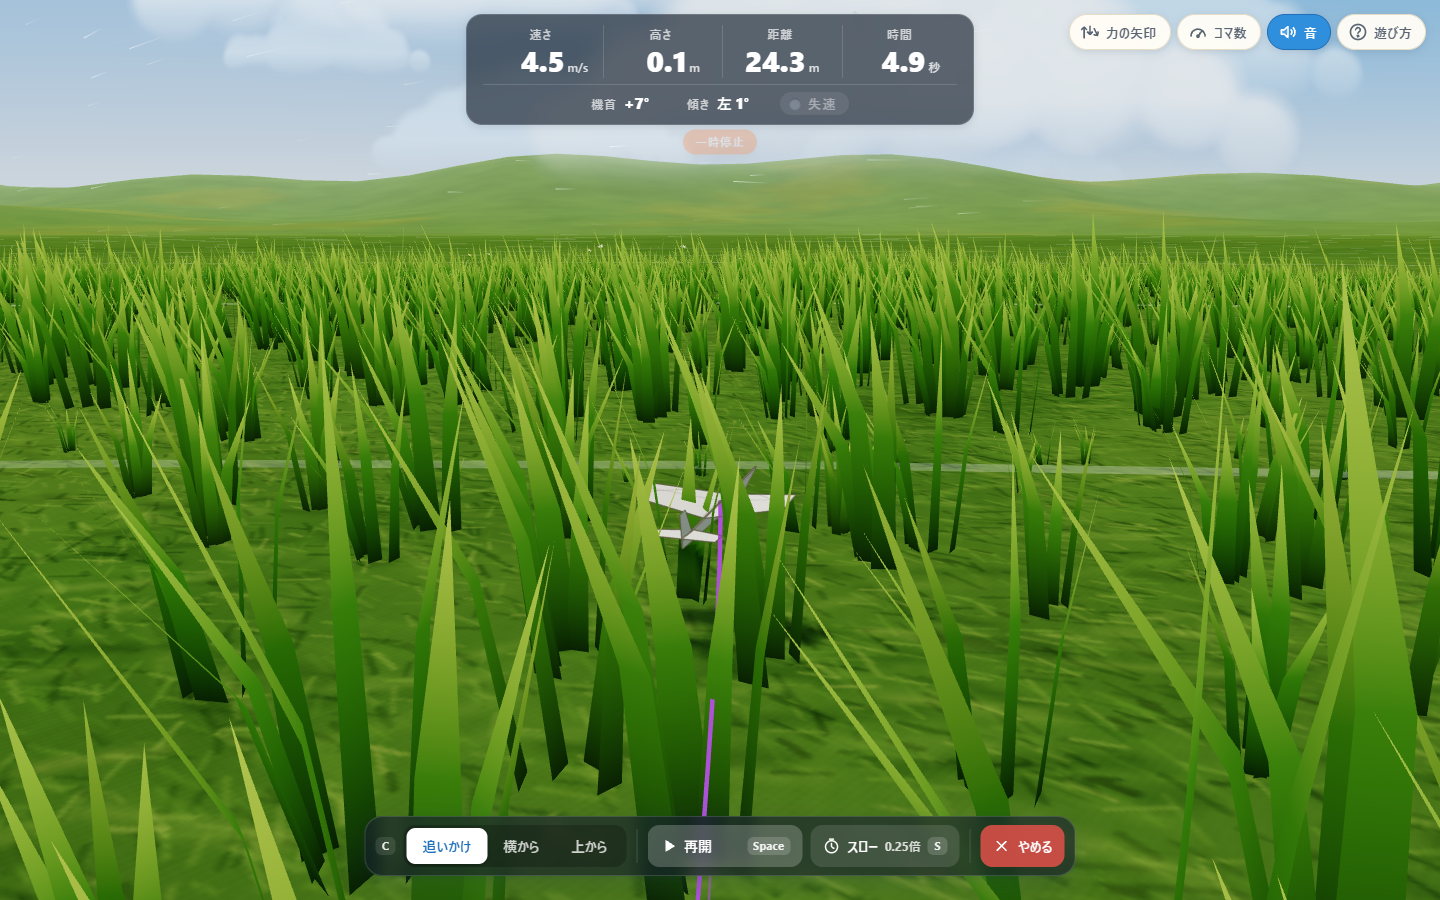 速さ 高さ 距離 時間
4.5 m/s 0.1 m 24.3 m 4.9 秒
機首 +7° 傾き 左 1° 失速
一時停止
力の矢印 コマ数 音 遊び方
C 追いかけ 横から 上から 再開 Space スロー 0.25倍 S やめる